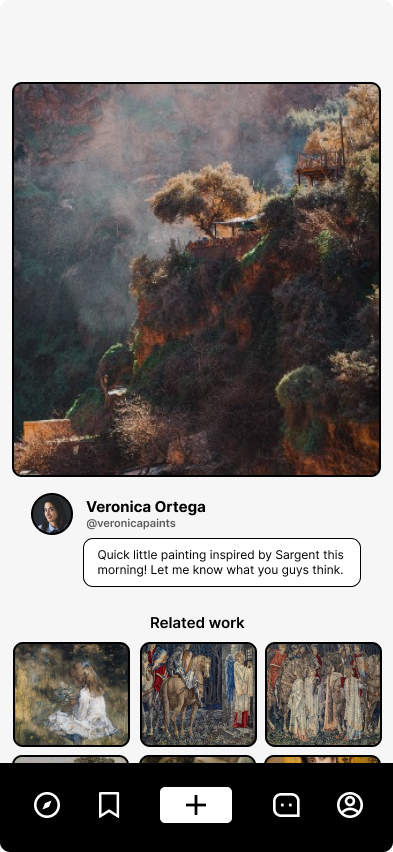 Veronica Ortega
@veronicapaints
Quick little painting inspired by Sargent this
morning! Let me know what you guys think.
Related work